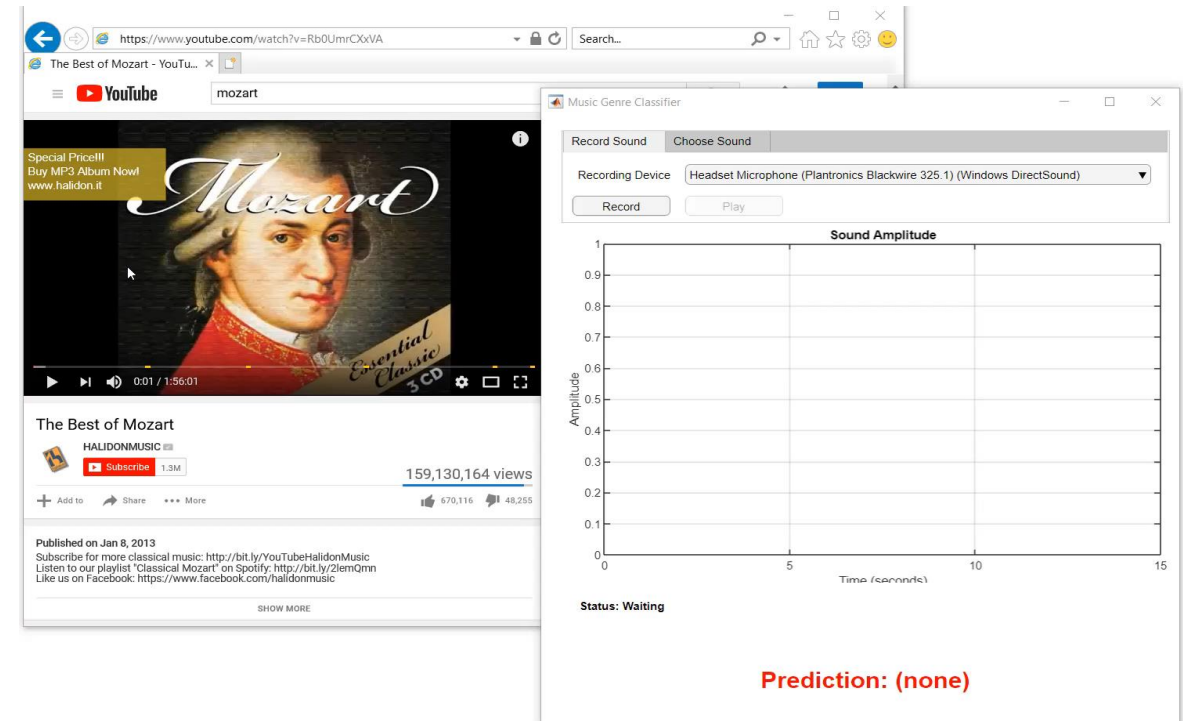 https://www.youtube.com/watch?v=Rb0UmrCXxVA
Search...
The Best of Mozart - YouTu...
YouTube
mozart
Special Price!!!
Buy MP3 Album Now!
www.halidon.it
Mozart
Essential
Classic
3 CD
0:01 / 1:56:01
The Best of Mozart
HALIDONMUSIC
Subscribe 1.3M
159,130,164 views
Add to Share More
670,116 48,255
Published on Jan 8, 2013
Subscribe for more classical music: http://bit.ly/YouTubeHalidonMusic
Listen to our playlist "Classical Mozart" on Spotify: http://bit.ly/2lemQmn
Like us on Facebook: https://www.facebook.com/halidonmusic
SHOW MORE
Music Genre Classifier
Record Sound Choose Sound
Recording Device Headset Microphone (Plantronics Blackwire 325.1) (Windows DirectSound)
Record Play
Sound Amplitude
1
0.9
0.8
0.7
0.6
0.5
0.4
0.3
0.2
0.1
0
Amplitude
0 5 10 15
Time (seconds)
Status: Waiting
Prediction: (none)